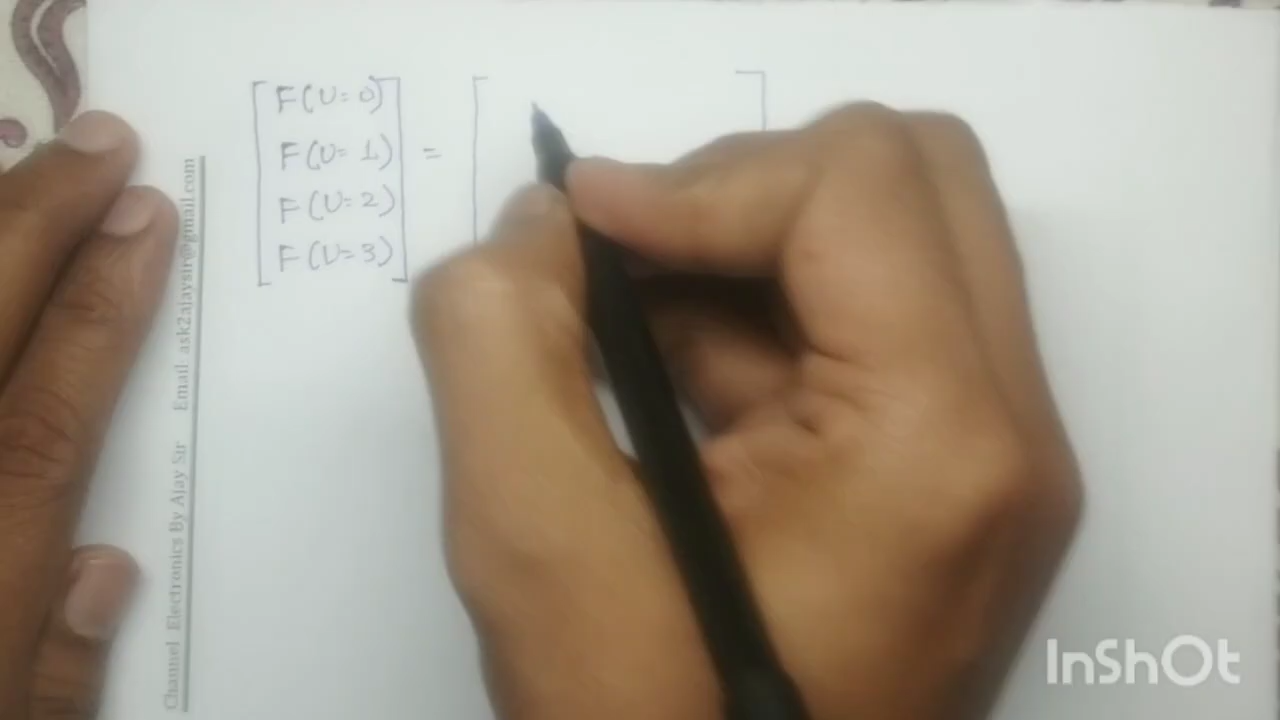 F(U=0)
F(U=1) =
F(U=2)
F(U=3)
Channel Electronics By Ajay Sir Email: ask2ajaysir@gmail.com
InShOt